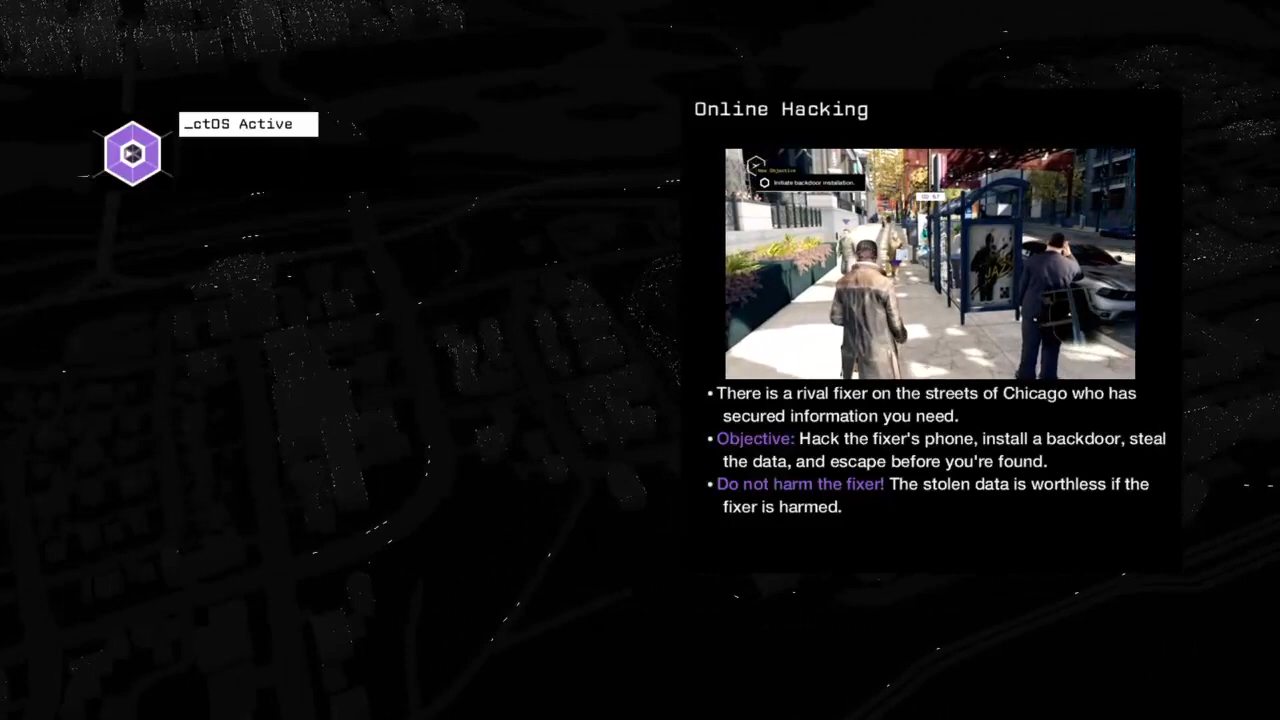 _ctOS Active
Online Hacking
New Objective
Initiate backdoor installation.
JAZZ
• There is a rival fixer on the streets of Chicago who has
secured information you need.
• Objective: Hack the fixer's phone, install a backdoor, steal
the data, and escape before you're found.
• Do not harm the fixer! The stolen data is worthless if the
fixer is harmed.